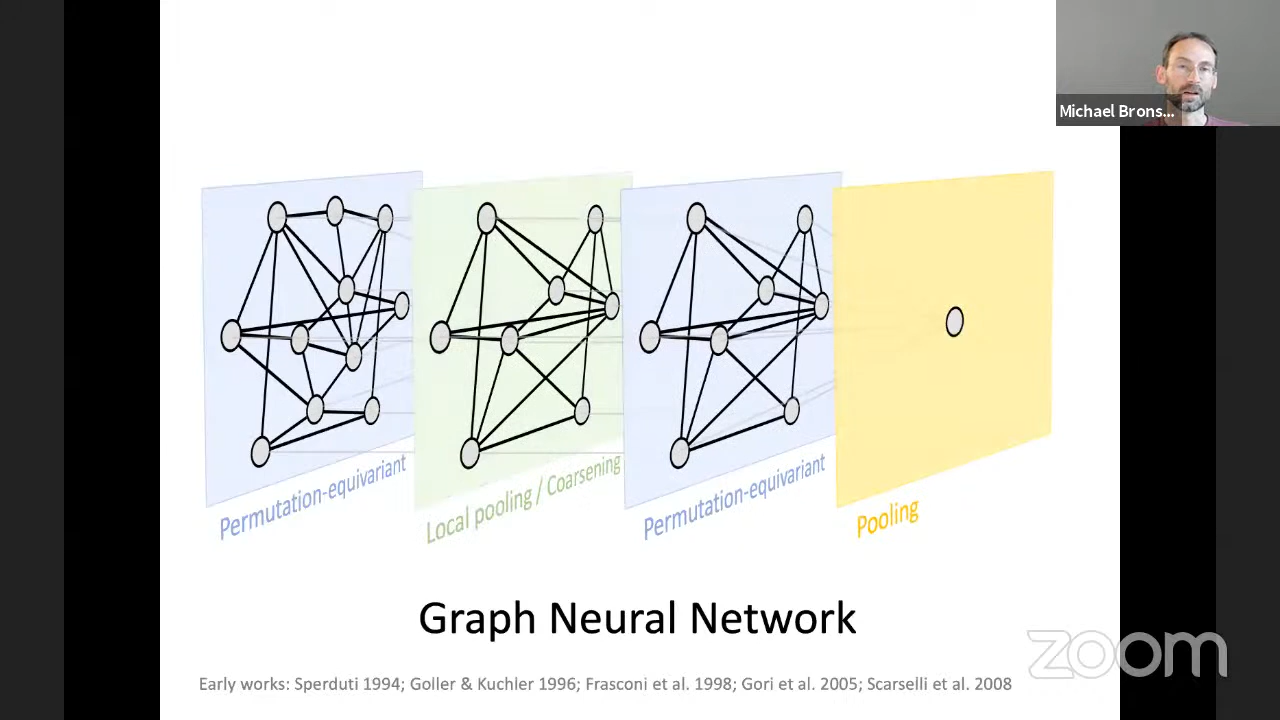 Michael Brons...
Permutation-equivariant
Local pooling / Coarsening
Permutation-equivariant
Pooling
Graph Neural Network
zoom
Early works: Sperduti 1994; Goller & Kuchler 1996; Frasconi et al. 1998; Gori et al. 2005; Scarselli et al. 2008